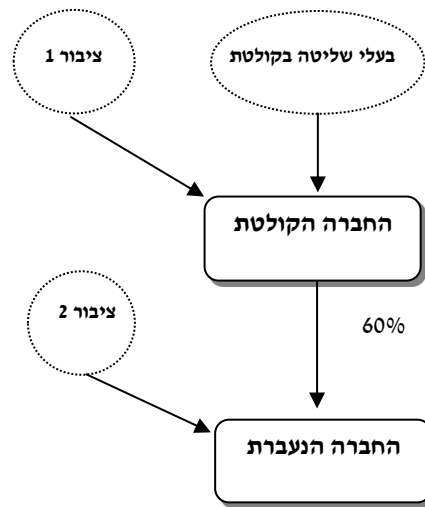 בעלי שליטה בקולטת
ציבור 1
החברה הקולטת
ציבור 2
60%
החברה הנעברת